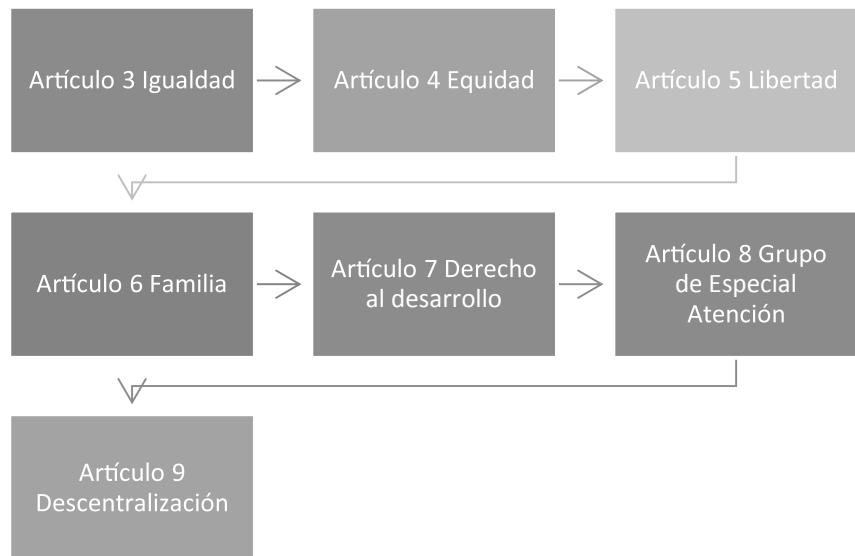 Artículo 3 Igualdad
Artículo 4 Equidad
Artículo 5 Libertad
Artículo 6 Familia
Artículo 7 Derecho
al desarrollo
Artículo 8 Grupo
de Especial
Atención
Artículo 9
Descentralización